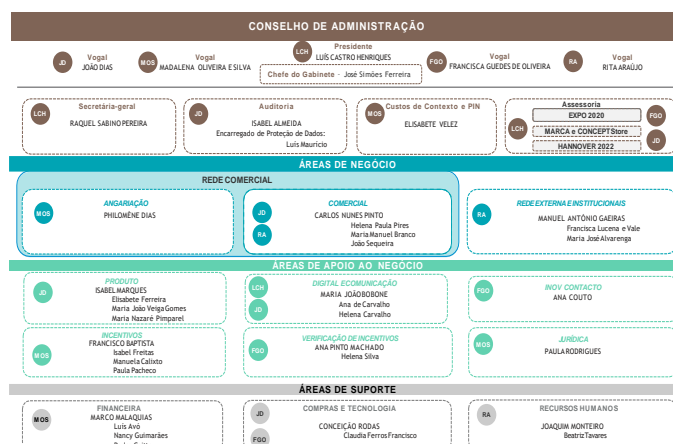 CONSELHO DE ADMINISTRAÇÃO
JD Vogal
JOÃO DIAS
MOS Vogal
MADALENA OLIVEIRA E SILVA
LCH Presidente
LUÍS CASTRO HENRIQUES
Chefe do Gabinete - José Simões Ferreira
FGO Vogal
FRANCISCA GUEDES DE OLIVEIRA
RA Vogal
RITA ARAÚJO
LCH Secretária-geral
RAQUEL SABINO PEREIRA
JD Auditoria
ISABEL ALMEIDA
Encarregado de Proteção de Dados:
Luís Maurício
MOS Custos de Contexto e PIN
ELISABETE VELEZ
Assessoria
LCH
EXPO 2020
FGO
MARCA e CONCEPT Store
JD
HANNOVER 2022
ÁREAS DE NEGÓCIO
REDE COMERCIAL
MOS ANGARIAÇÃO
PHILOMÈNE DIAS
JD COMERCIAL
RA CARLOS NUNES PINTO
Helena Paula Pires
Maria Manuel Branco
João Sequeira
RA REDE EXTERNA E INSTITUCIONAIS
MANUEL ANTÓNIO GAEIRAS
Francisca Lucena e Vale
Maria José Alvarenga
ÁREAS DE APOIO AO NEGÓCIO
JD PRODUTO
ISABEL MARQUES
Elisabete Ferreira
Maria João Veiga Gomes
Maria Nazaré Pimparel
LCH DIGITAL E COMUNICAÇÃO
JD MARIA JOÃO BOBONE
Ana de Carvalho
Helena Carvalho
FGO INOV CONTACTO
ANA COUTO
MOS INCENTIVOS
FRANCISCO BAPTISTA
Isabel Freitas
Manuela Calixto
Paula Pacheco
FGO VERIFICAÇÃO DE INCENTIVOS
ANA PINTO MACHADO
Helena Silva
MOS JURÍDICA
PAULA RODRIGUES
ÁREAS DE SUPORTE
MOS FINANCEIRA
MARCO MALAQUIAS
Luís Avó
Nancy Guimarães
JD COMPRAS E TECNOLOGIA
FGO CONCEIÇÃO RODAS
Claudia Ferros Francisco
RA RECURSOS HUMANOS
JOAQUIM MONTEIRO
Beatriz Tavares